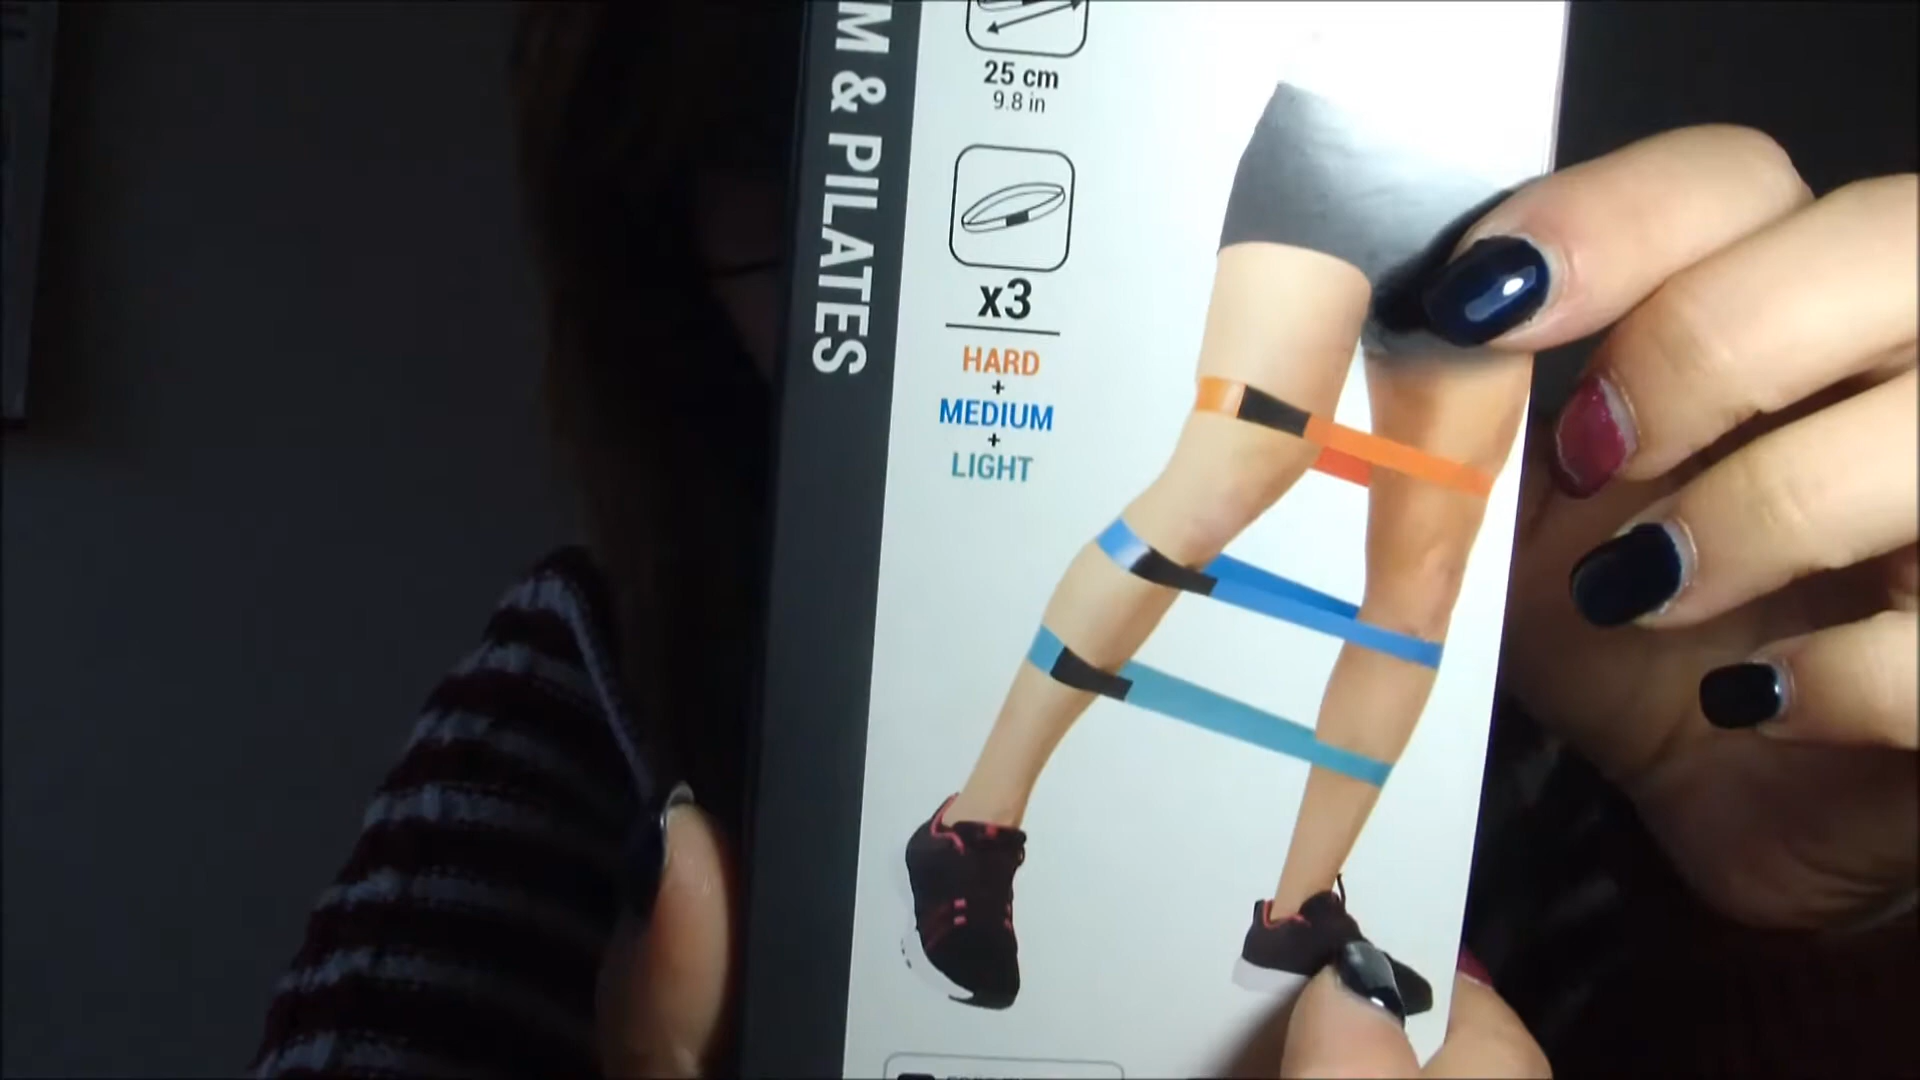 M & PILATES
25 cm
9.8 in
x3
HARD
+
MEDIUM
+
LIGHT